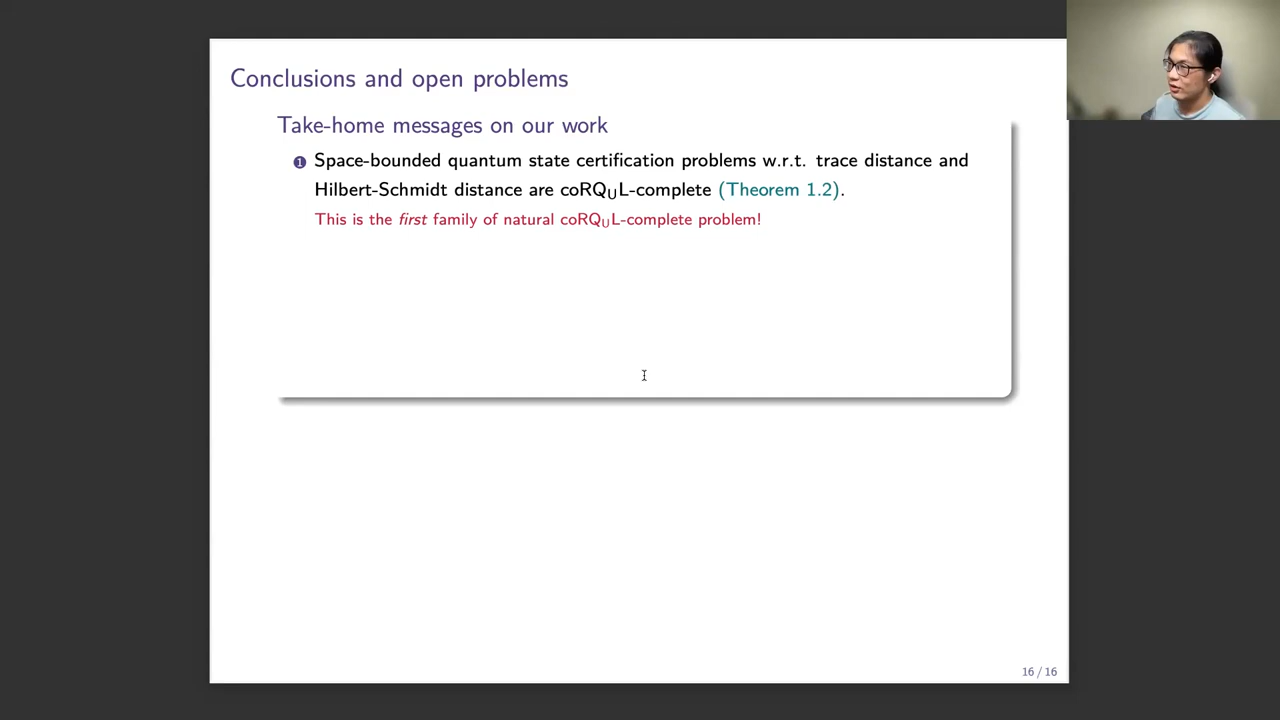 Conclusions and open problems
Take-home messages on our work
1 Space-bounded quantum state certification problems w.r.t. trace distance and
Hilbert-Schmidt distance are coRQUL-complete (Theorem 1.2).
This is the first family of natural coRQUL-complete problem!
16 / 16